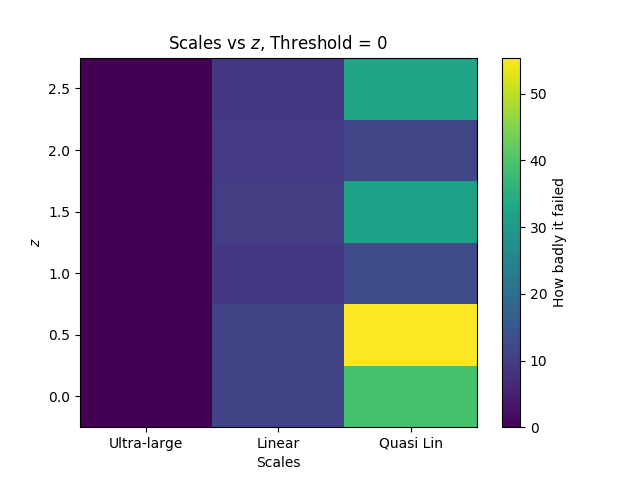 Scales vs z, Threshold = 0
z
2.5
2.0
1.5
1.0
0.5
0.0
Ultra-large Linear Quasi Lin
Scales
50
40
30
20
10
0
How badly it failed